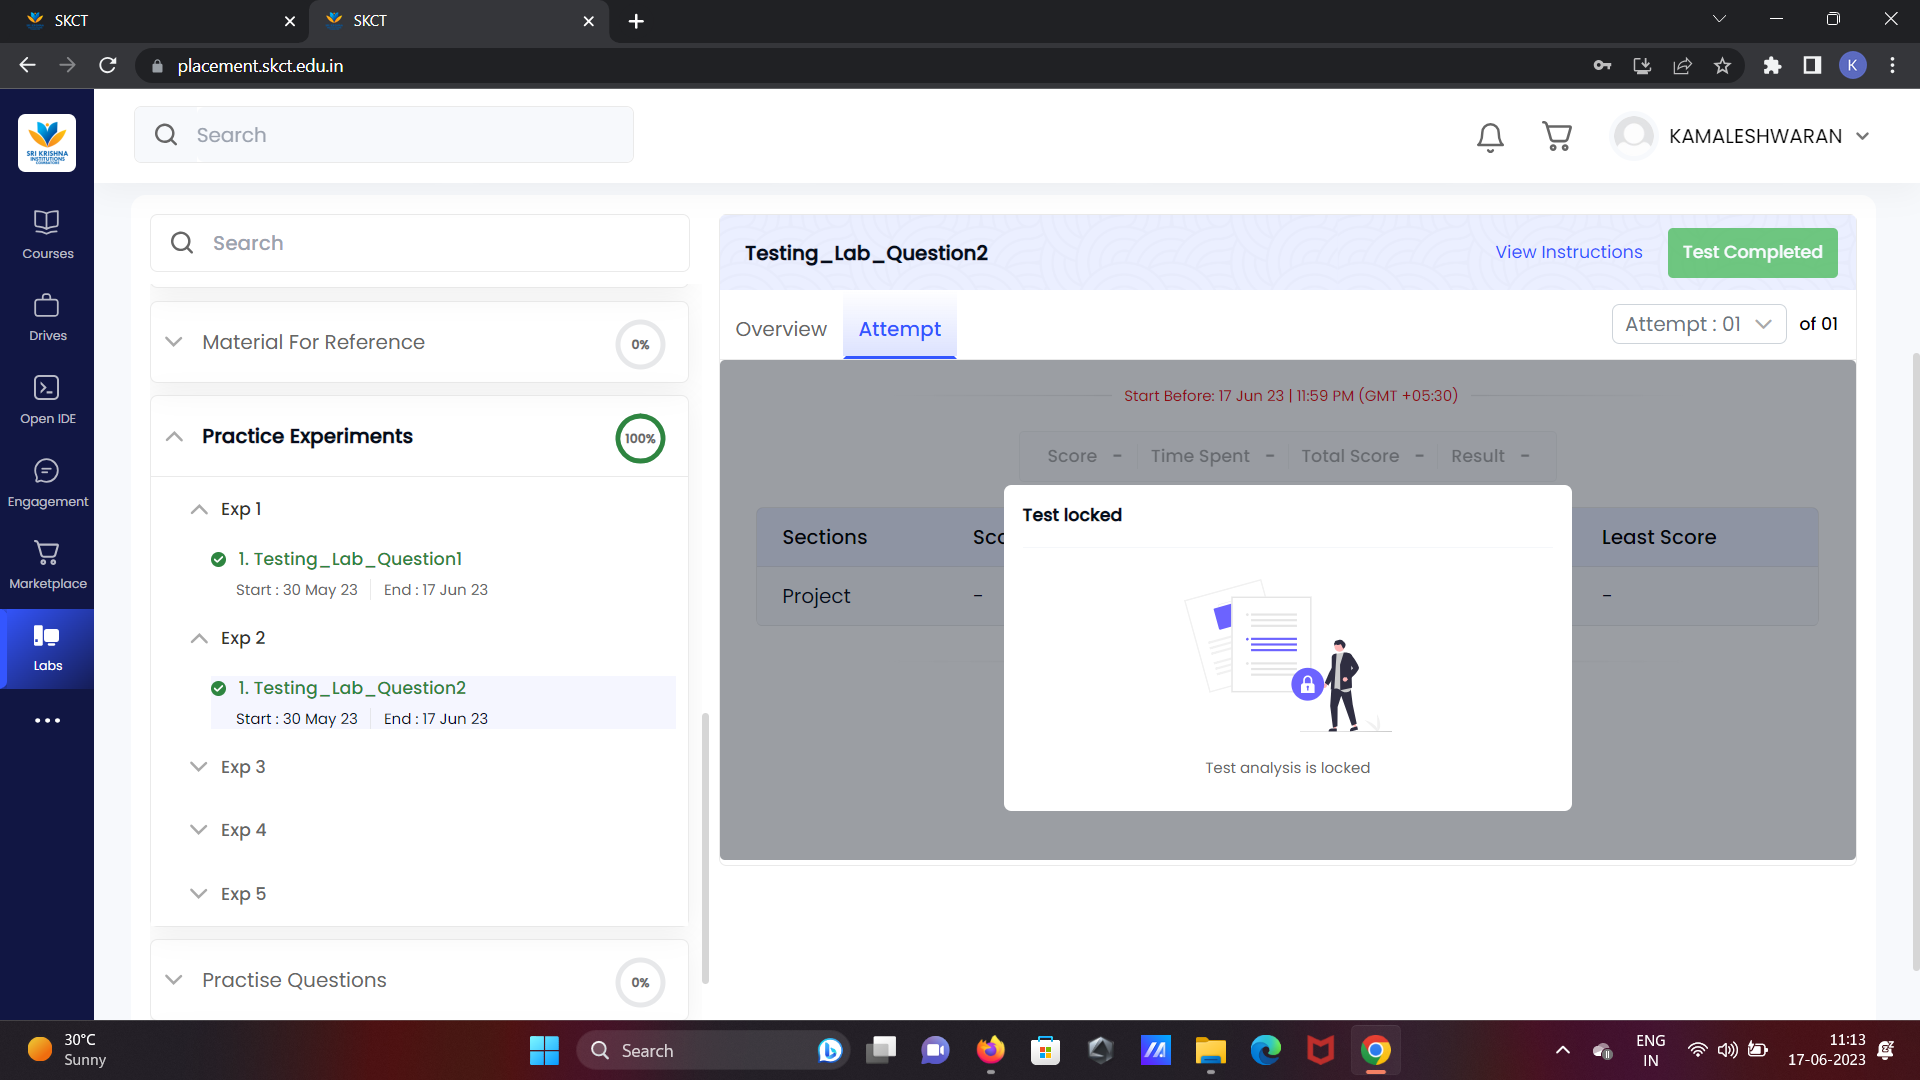 SKCT
SKCT
placement.skct.edu.in
K
SRI KRISHNA
INSTITUTIONS
Search
KAMALESHWARAN
Courses
Drives
Open IDE
Engagement
Marketplace
Labs
Search
Material For Reference
0%
Practice Experiments
100%
Exp 1
1. Testing_Lab_Question1
Start : 30 May 23
End : 17 Jun 23
Exp 2
1. Testing_Lab_Question2
Start : 30 May 23
End : 17 Jun 23
Exp 3
Exp 4
Exp 5
Practise Questions
0%
Testing_Lab_Question2
View Instructions
Test Completed
Overview
Attempt
Attempt : 01
of 01
Start Before: 17 Jun 23 | 11:59 PM (GMT +05:30)
Score -
Time Spent -
Total Score -
Result -
Sections
Sco
Least Score
Project
-
-
Test locked
Test analysis is locked
30°C
Sunny
Search
ENG
IN
11:13
17-06-2023